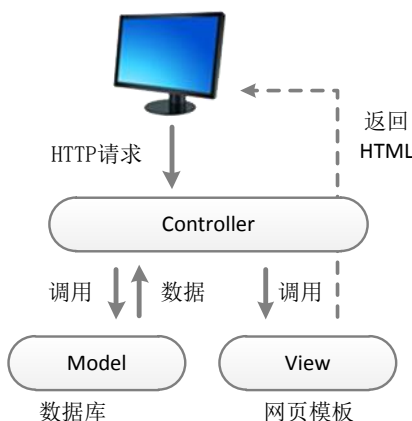 返回
HTML
HTTP请求
Controller
调用
数据
调用
Model
View
数据库
网页模板